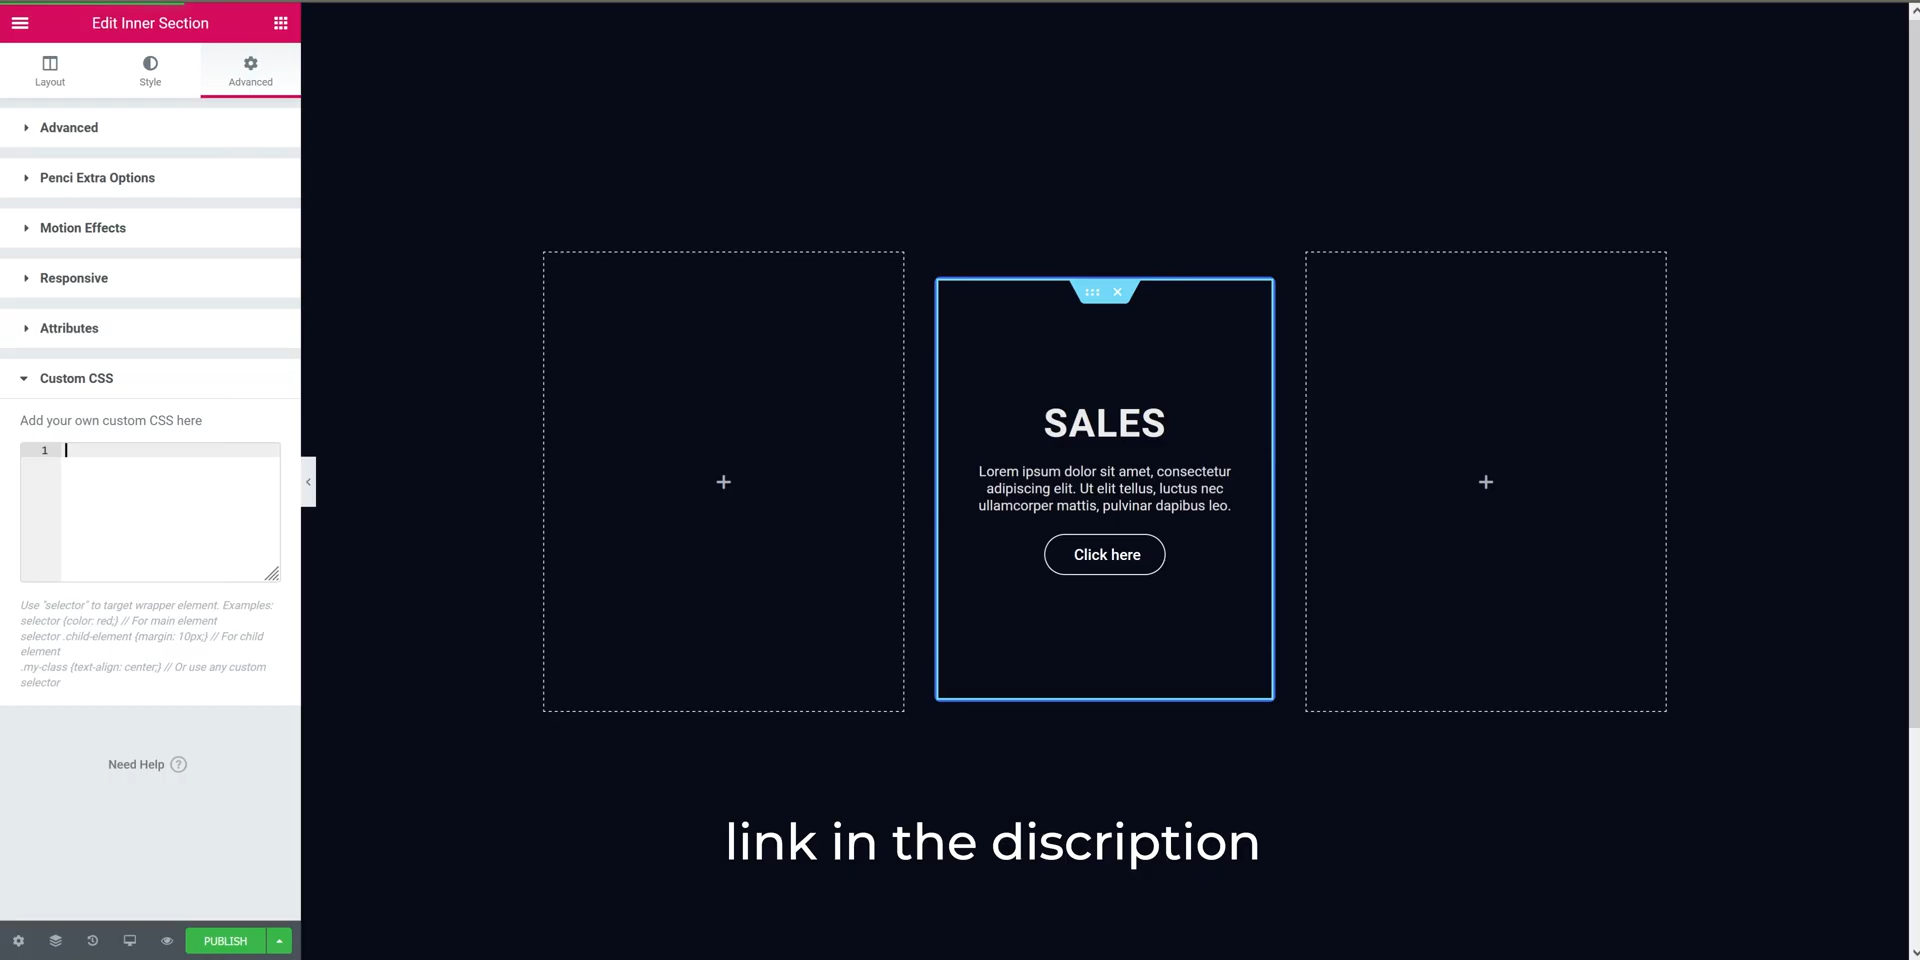 Edit Inner Section
Layout
Style
Advanced
Advanced
Penci Extra Options
Motion Effects
Responsive
Attributes
Custom CSS
Add your own custom CSS here
1
Use "selector" to target wrapper element. Examples:
selector {color: red;} // For main element
selector .child-element {margin: 10px;} // For child
element
.my-class {text-align: center;} // Or use any custom
selector
Need Help ?
PUBLISH
SALES
Lorem ipsum dolor sit amet, consectetur
adipiscing elit. Ut elit tellus, luctus nec
ullamcorper mattis, pulvinar dapibus leo.
Click here
link in the discription